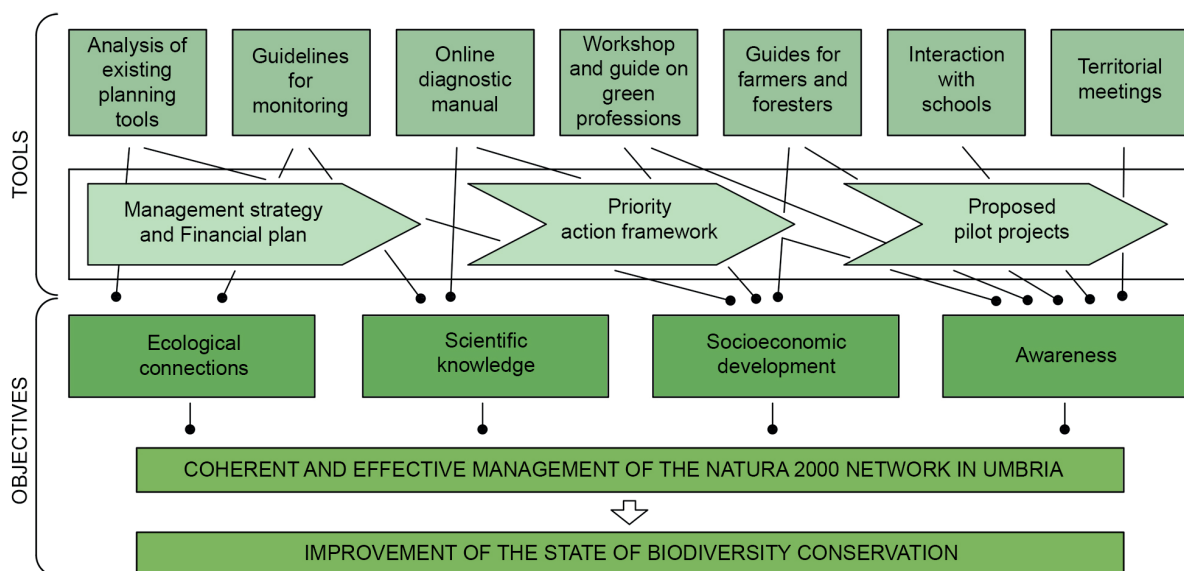 TOOLS
Analysis of
existing
planning
tools
Guidelines
for
monitoring
Online
diagnostic
manual
Workshop
and guide on
green
professions
Guides for
farmers and
foresters
Interaction
with
schools
Territorial
meetings
Management strategy
and Financial plan
Priority
action framework
Proposed
pilot projects
OBJECTIVES
Ecological
connections
Scientific
knowledge
Socioeconomic
development
Awareness
COHERENT AND EFFECTIVE MANAGEMENT OF THE NATURA 2000 NETWORK IN UMBRIA
IMPROVEMENT OF THE STATE OF BIODIVERSITY CONSERVATION